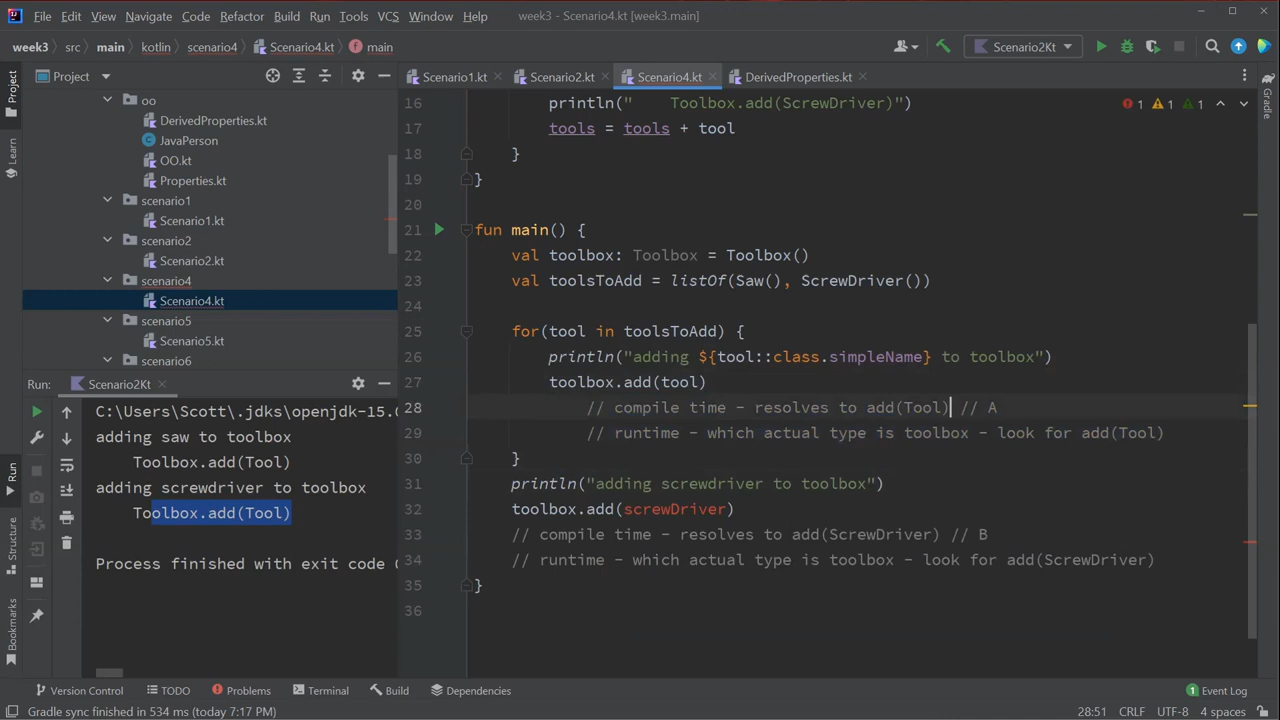 File Edit View Navigate Code Refactor Build Run Tools VCS Window Help week3 - Scenario4.kt [week3.main]
week3 src main kotlin scenario4 Scenario4.kt main Scenario2Kt
Project
Scenario1.kt Scenario2.kt Scenario4.kt DerivedProperties.kt
Project
Learn
Structure
Bookmarks
Gradle
oo
DerivedProperties.kt
JavaPerson
OO.kt
Properties.kt
scenario1
Scenario1.kt
scenario2
Scenario2.kt
scenario4
Scenario4.kt
scenario5
Scenario5.kt
scenario6
1 1 1
16 println("    Toolbox.add(ScrewDriver)")
17 tools = tools + tool
18 }
19 }
20
21 fun main() {
22 val toolbox: Toolbox = Toolbox()
23 val toolsToAdd = listOf(Saw(), ScrewDriver())
24
25 for(tool in toolsToAdd) {
26 println("adding ${tool::class.simpleName} to toolbox")
27 toolbox.add(tool)
28 // compile time - resolves to add(Tool) // A
29 // runtime - which actual type is toolbox - look for add(Tool)
30 }
31 println("adding screwdriver to toolbox")
32 toolbox.add(screwDriver)
33 // compile time - resolves to add(ScrewDriver) // B
34 // runtime - which actual type is toolbox - look for add(ScrewDriver)
35 }
36
Run: Scenario2Kt
Run
C:\Users\Scott\.jdks\openjdk-15.
adding saw to toolbox
Toolbox.add(Tool)
adding screwdriver to toolbox
Toolbox.add(Tool)
Process finished with exit code
Version Control TODO Problems Terminal Build Dependencies 1 Event Log
Gradle sync finished in 534 ms (today 7:17 PM) 28:51 CRLF UTF-8 4 spaces